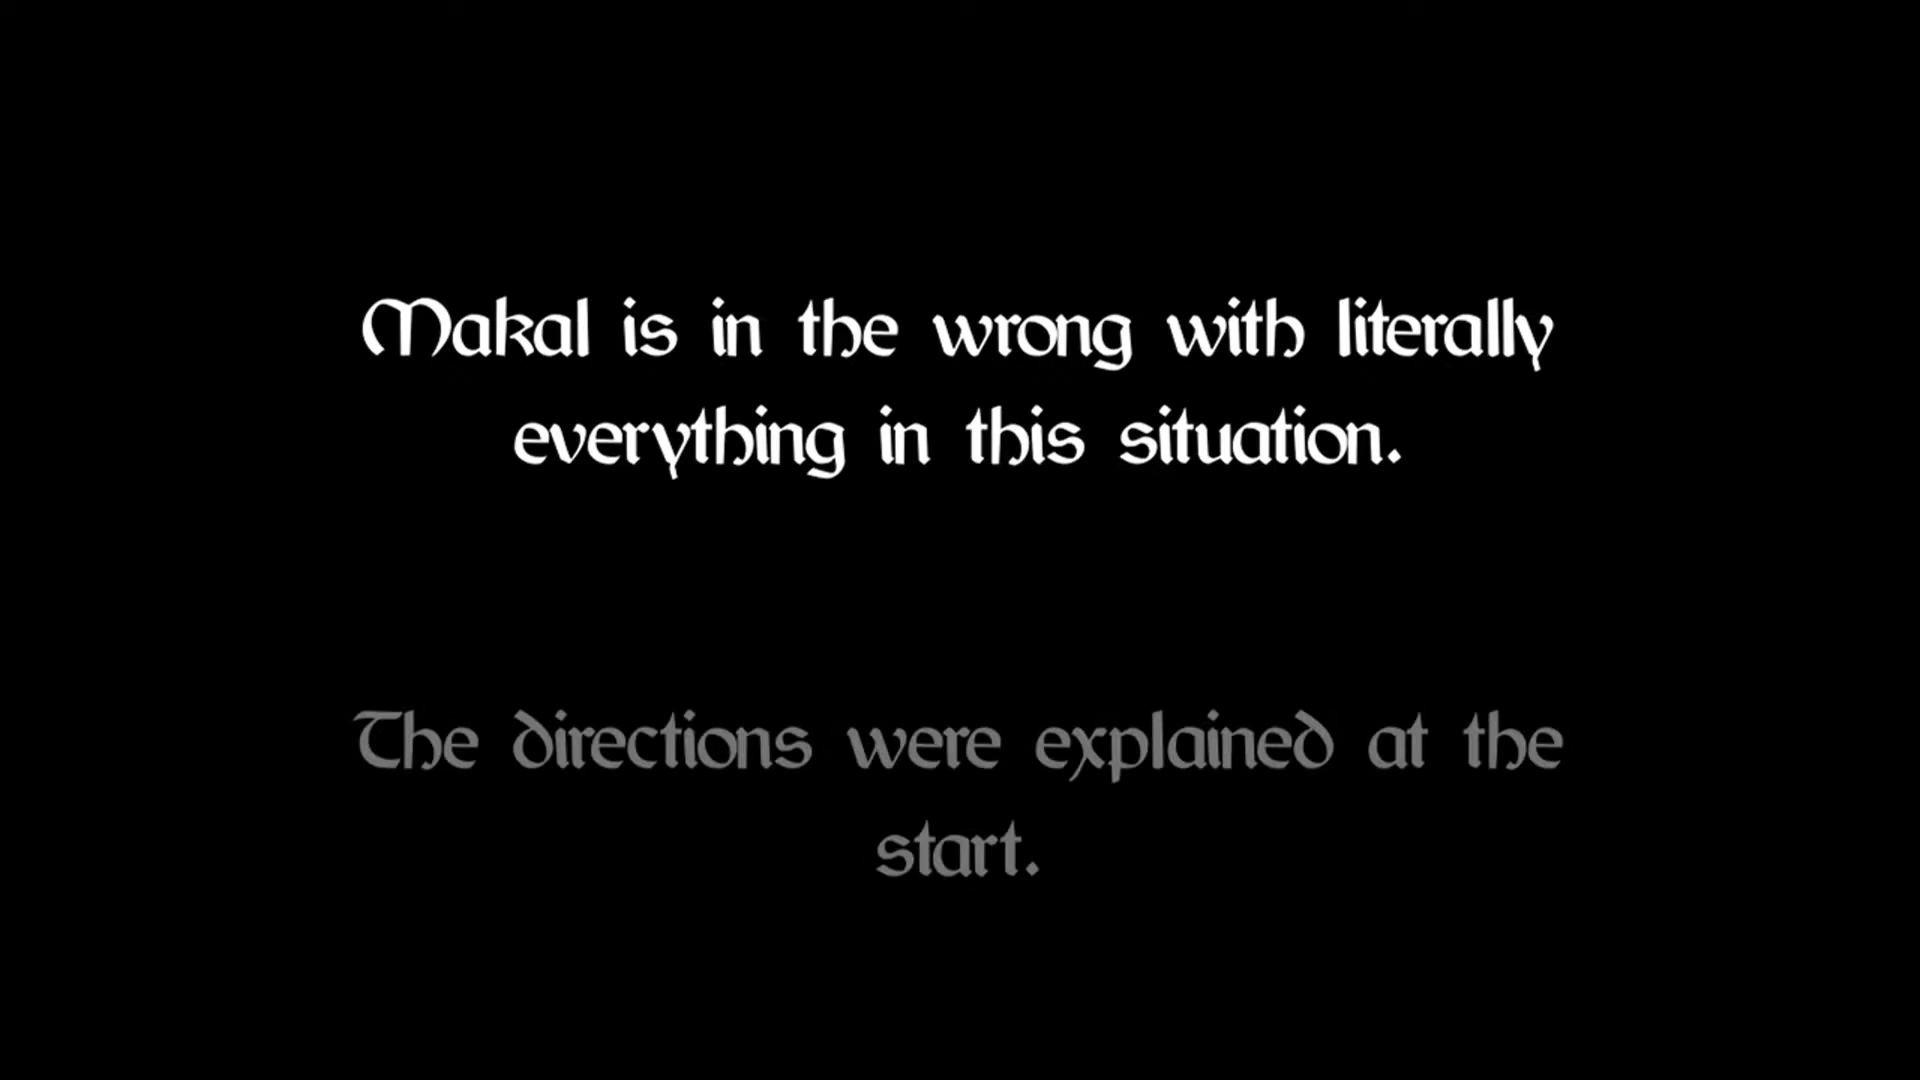 Makal is in the wrong with literally
everything in this situation.
The directions were explained at the
start.